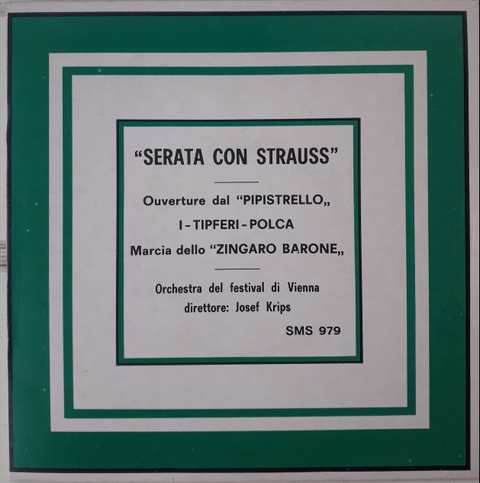 “SERATA CON STRAUSS”
Ouverture dal “PIPISTRELLO„
I-TIPFERI-POLCA
Marcia dello “ZINGARO BARONE„
Orchestra del festival di Vienna
direttore: Josef Krips
SMS 979